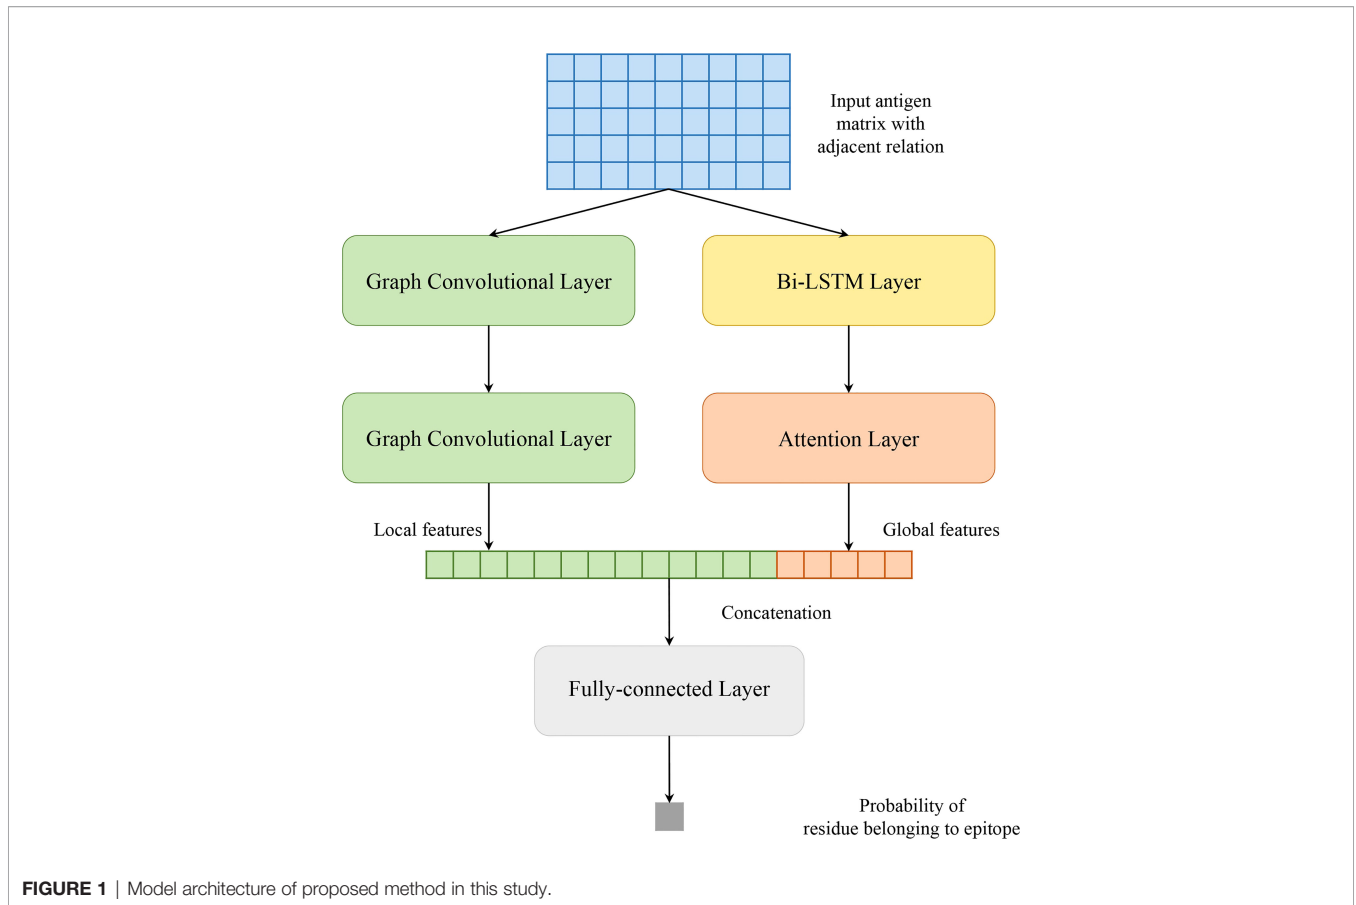 Input antigen
matrix with
adjacent relation
Graph Convolutional Layer
Bi-LSTM Layer
Graph Convolutional Layer
Attention Layer
Local features
Global features
Concatenation
Fully-connected Layer
Probability of
residue belonging to epitope
FIGURE 1 | Model architecture of proposed method in this study.